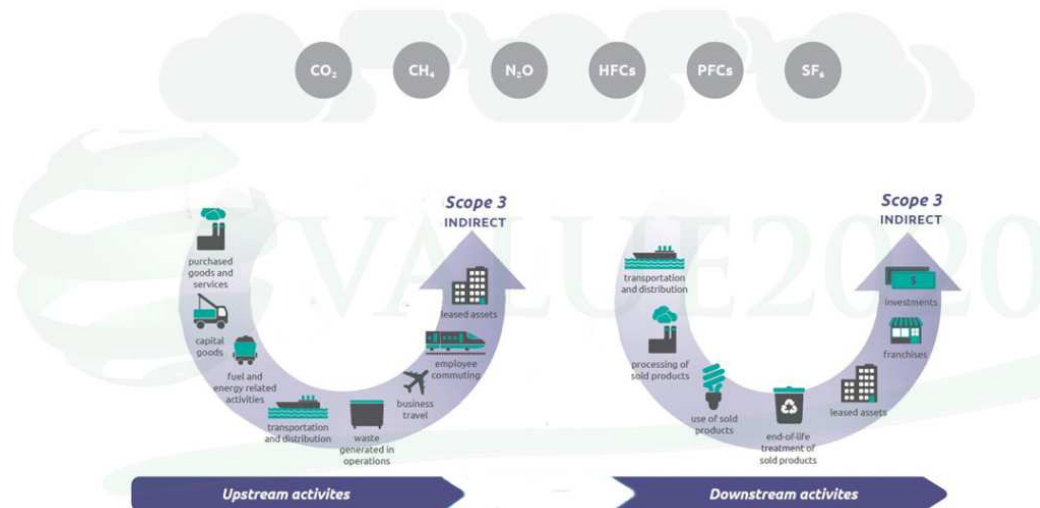 CO₂ CH₄ N₂O HFCs PFCs SF₆
VALUE2020
Scope 3
INDIRECT
purchased
goods and
services
capital
goods
fuel and
energy related
activities
transportation
and distribution
waste
generated in
operations
business
travel
employee
commuting
leased assets
Upstream activites
Scope 3
INDIRECT
transportation
and distribution
processing of
sold products
use of sold
products
end-of-life
treatment of
sold products
leased assets
franchises
$
investments
Downstream activites